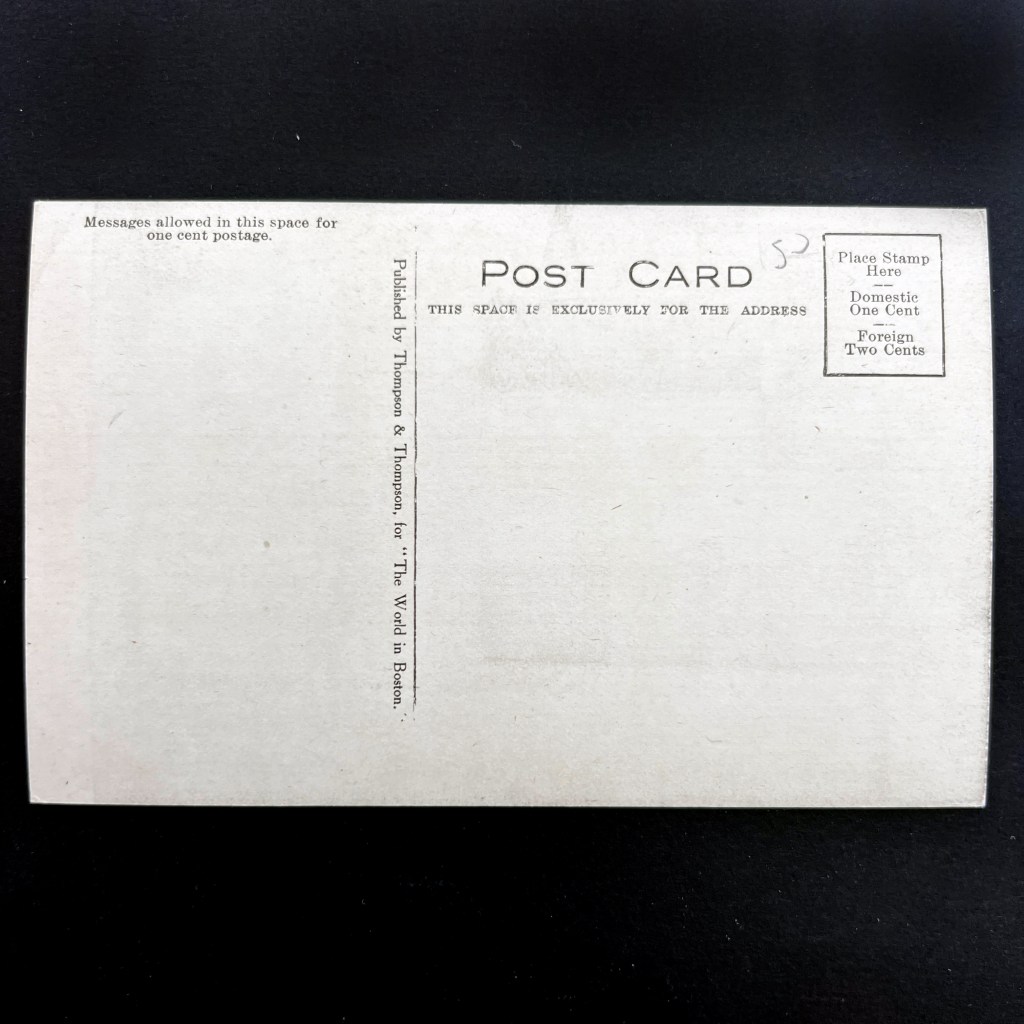 Messages allowed in this space for
one cent postage.
Published by Thompson & Thompson, for "The World in Boston.
POST CARD
THIS SPACE IS EXCLUSIVELY FOR THE ADDRESS
50
Place Stamp
Here
Domestic
One Cent
Foreign
Two Cents